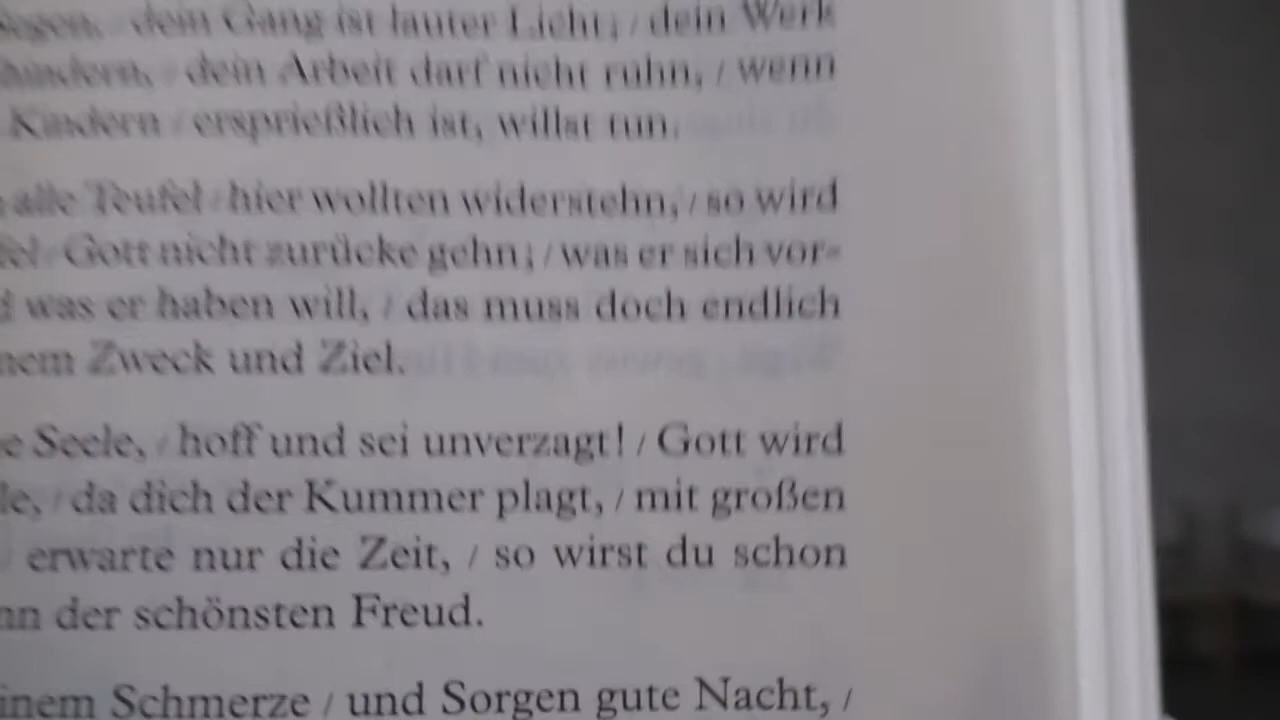 Segen, / dein Gang ist lauter Licht; / dein Werk
hindern, / dein Arbeit darf nicht ruhn, / wenn
Kindern / ersprießlich ist, willst tun.
alle Teufel / hier wollten widerstehn, / so wird
Gott nicht zurücke gehn; / was er sich vor-
was er haben will, / das muss doch endlich
Zweck und Ziel.
Seele, / hoff und sei unverzagt! / Gott wird
/ da dich der Kummer plagt, / mit großen
erwarte nur die Zeit, / so wirst du schon
der schönsten Freud.
Schmerze / und Sorgen gute Nacht, /